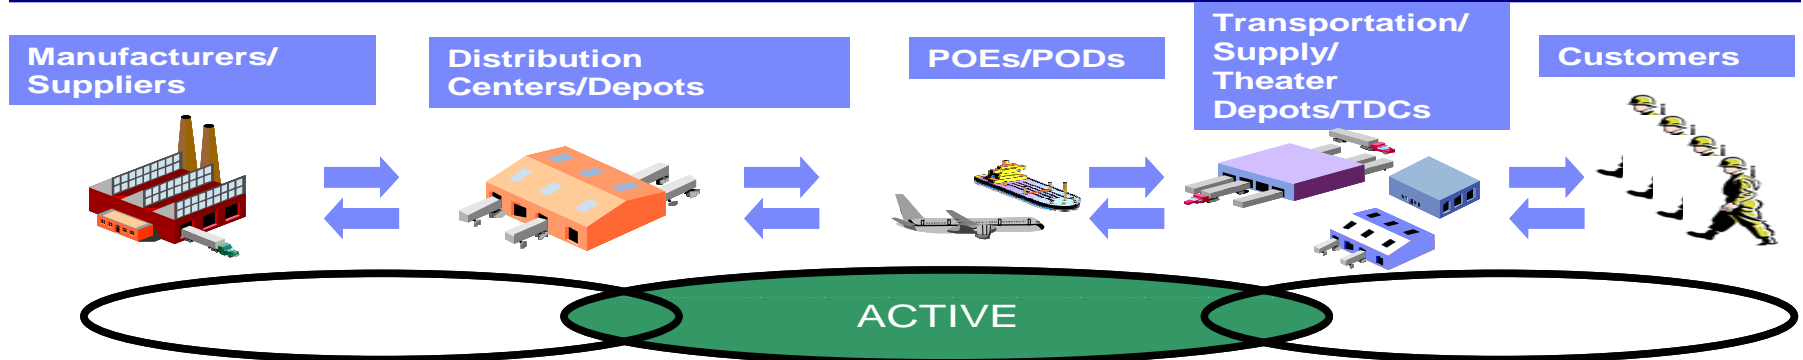 Manufacturers/
Suppliers
Distribution
Centers/Depots
POEs/PODs
Transportation/
Supply/
Theater
Depots/TDCs
Customers
ACTIVE